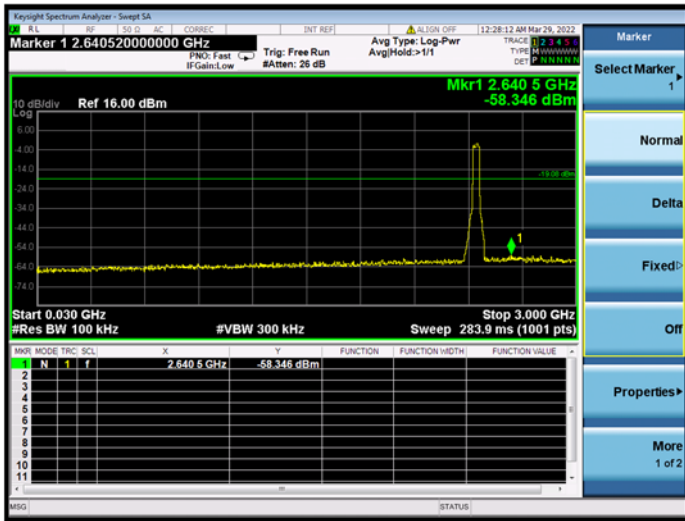 Keysight Spectrum Analyzer - Swept SA
RL RF 50 Ω AC CORREC INT REF ALIGN OFF 12:28:12 AM Mar 29, 2022
Marker 1 2.640520000000 GHz
PNO: Fast
IFGain:Low
Trig: Free Run
#Atten: 26 dB
Avg Type: Log-Pwr
Avg|Hold:>1/1
TRACE 1 2 3 4 5 6
TYPE M WWWWW
DET P N N N N N
Mkr1 2.640 5 GHz
-58.346 dBm
10 dB/div Ref 16.00 dBm
Log
6.00
-4.00
-14.0
-19.08 dBm
-24.0
-34.0
-44.0
-54.0
1
-64.0
-74.0
Start 0.030 GHz Stop 3.000 GHz
#Res BW 100 kHz #VBW 300 kHz Sweep 283.9 ms (1001 pts)
MKR MODE TRC SCL X Y FUNCTION FUNCTION WIDTH FUNCTION VALUE
1 N 1 f 2.640 5 GHz -58.346 dBm
2
3
4
5
6
7
8
9
10
11
MSG STATUS
Marker
Select Marker
1
Normal
Delta
Fixed
Off
Properties
More
1 of 2